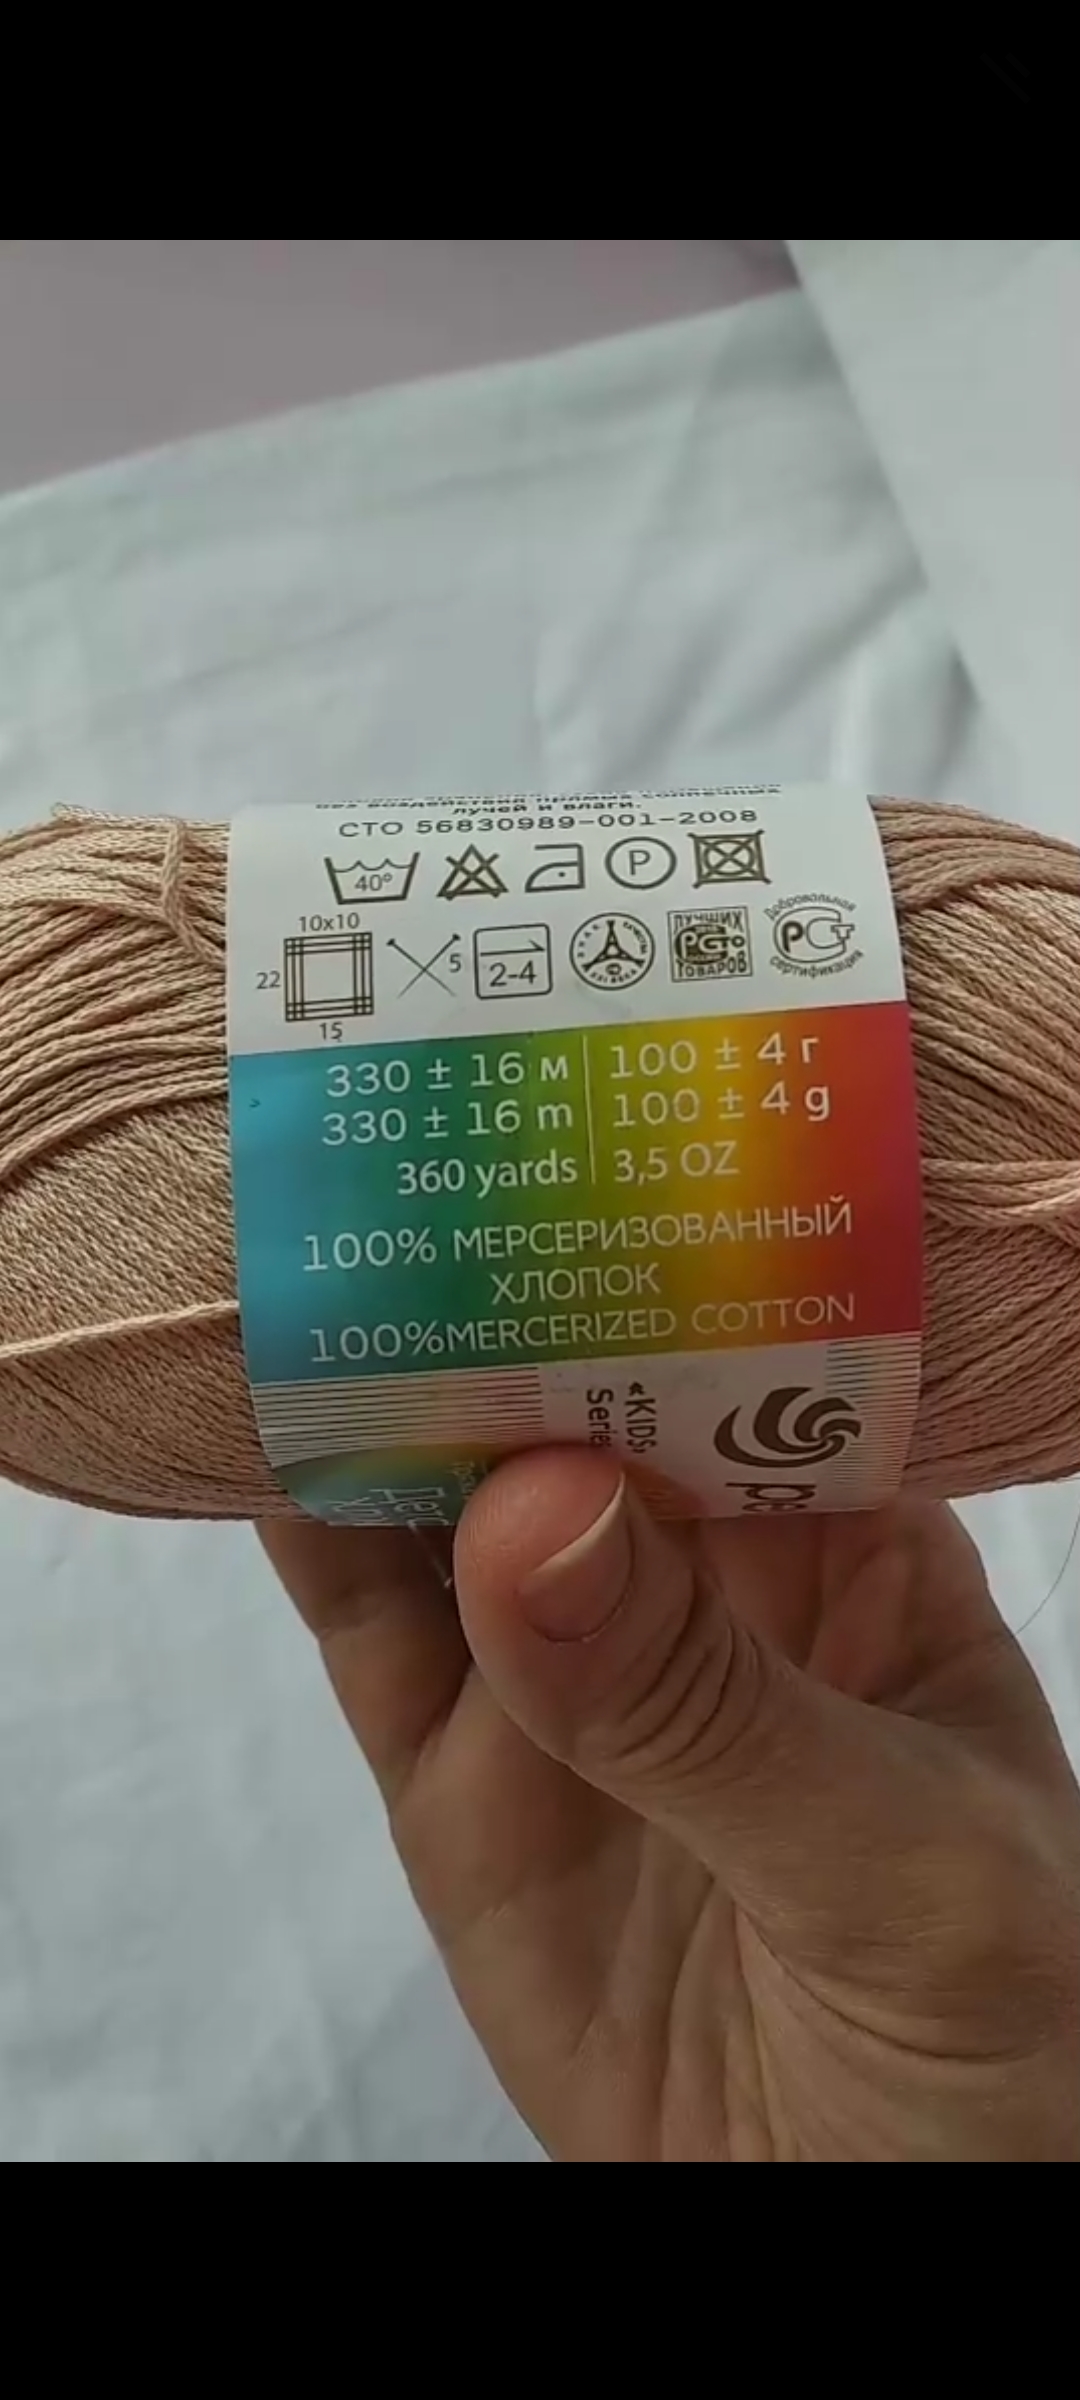 без воздействия прямых солнечных
лучей и влаги.
СТО 56830989-001-2008
40°
P
10x10
22
15
5
2-4
ЛУЧШИХ
ТОВАРОВ
Добровольная
РСТ
сертификация
330 ± 16 м 100 ± 4 г
330 ± 16 m 100 ± 4 g
360 yards 3,5 OZ
100% МЕРСЕРИЗОВАННЫЙ
ХЛОПОК
100%MERCERIZED COTTON
«KIDS»